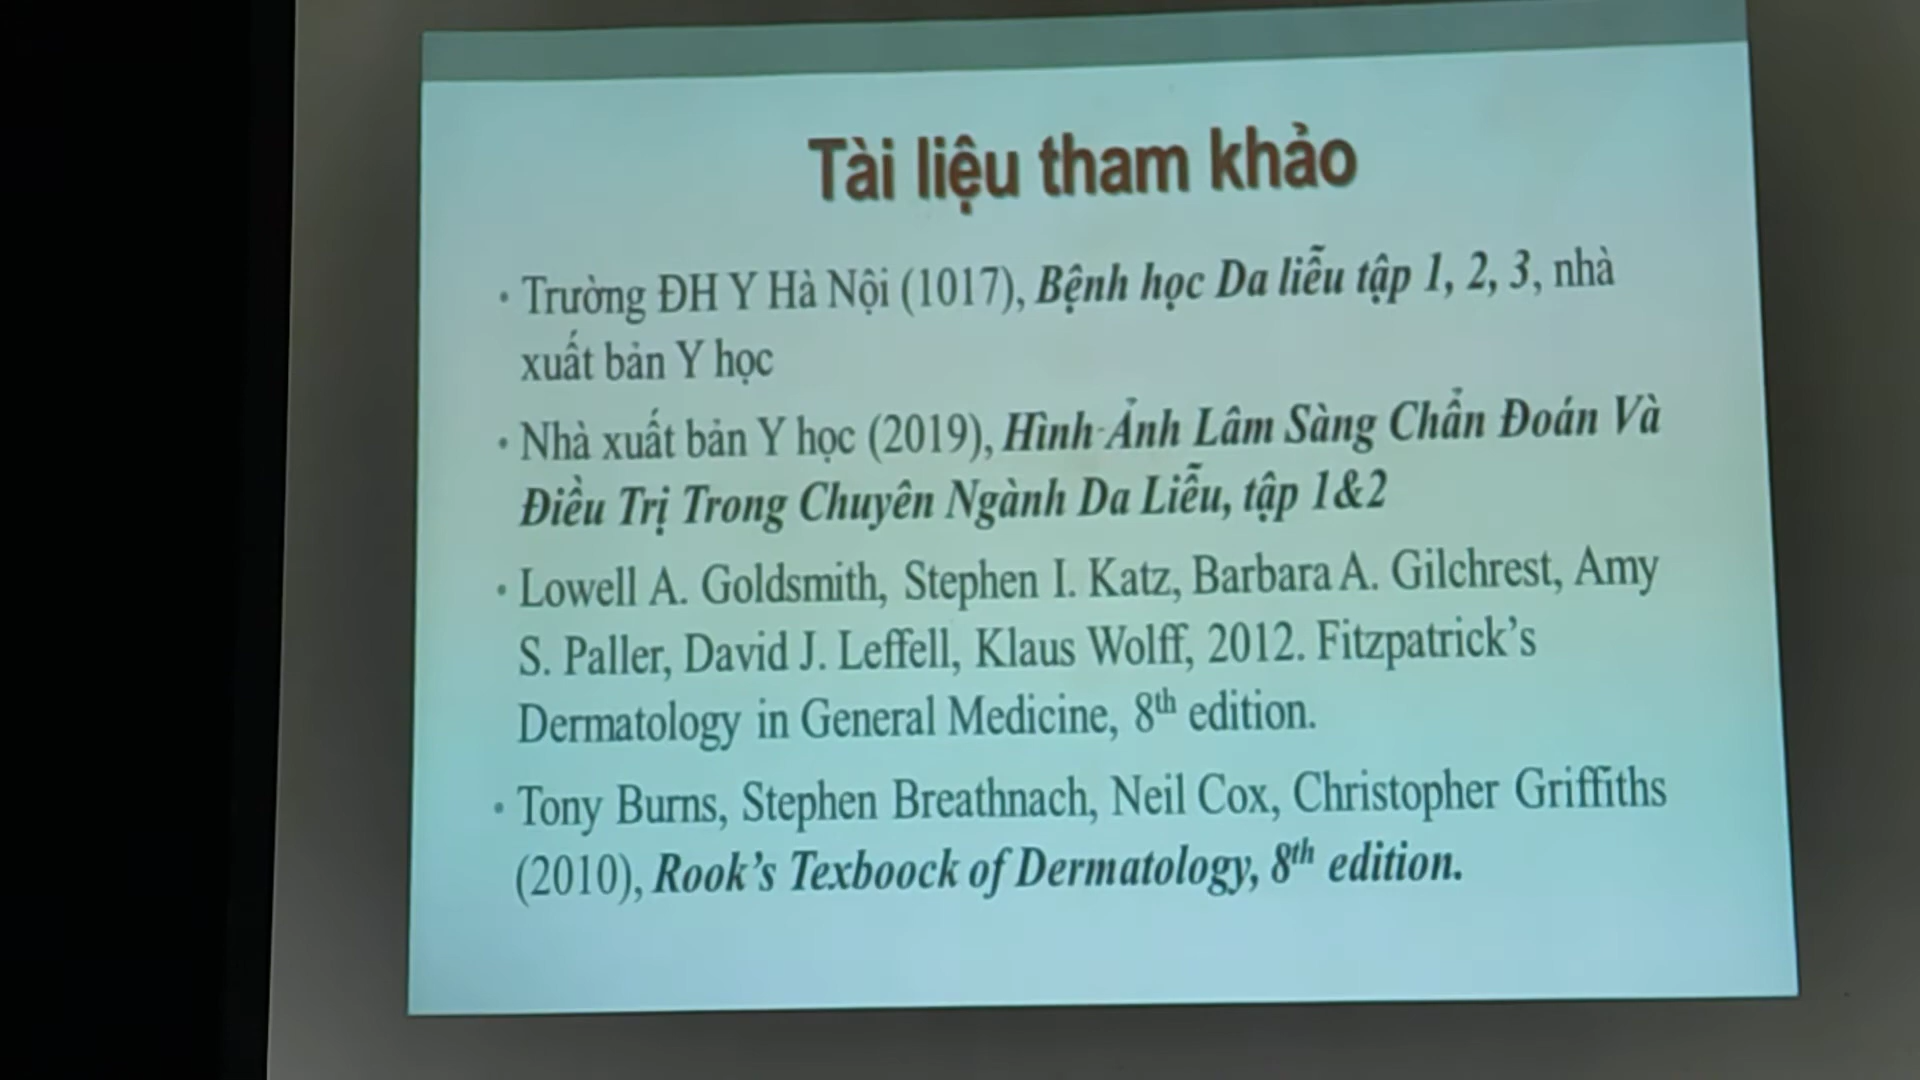 Tài liệu tham khảo
• Trường ĐH Y Hà Nội (1017), Bệnh học Da liễu tập 1, 2, 3, nhà
xuất bản Y học
• Nhà xuất bản Y học (2019), Hình Ảnh Lâm Sàng Chẩn Đoán Và
Điều Trị Trong Chuyên Ngành Da Liễu, tập 1&2
• Lowell A. Goldsmith, Stephen I. Katz, Barbara A. Gilchrest, Amy
S. Paller, David J. Leffell, Klaus Wolff, 2012. Fitzpatrick’s
Dermatology in General Medicine, 8th edition.
• Tony Burns, Stephen Breathnach, Neil Cox, Christopher Griffiths
(2010), Rook’s Texboock of Dermatology, 8th edition.